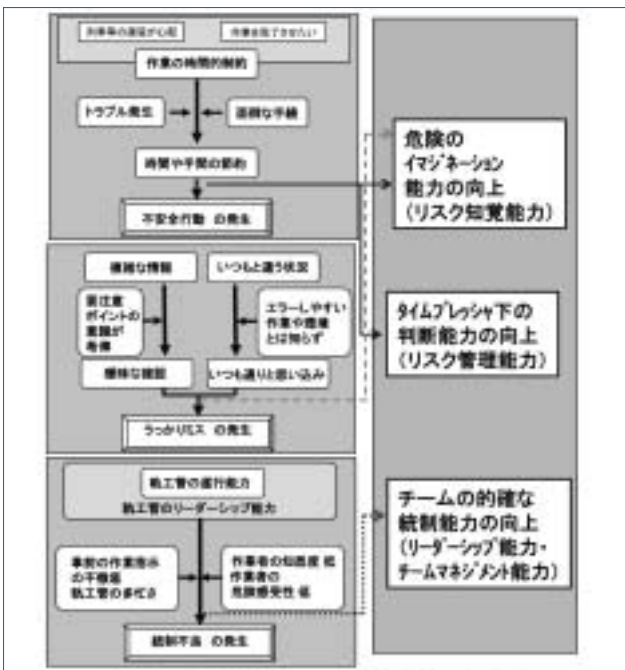 列車等の遅延が心配
作業を完了させたい
作業の時間的制約
トラブル発生
面倒な手続
時間や手間の節約
不安全行動 の発生
複雑な情報
いつもと違う状況
要注意
ポイントの
意識が
希薄
エラーしやすい
作業や環境
とは知らず
曖昧な確認
いつも通りと思い込み
うっかりミス の発生
軌工管の遂行能力
軌工管のリーダーシップ能力
事前の作業指示
の不徹底
軌工管の多忙さ
作業者の知悉度 低
作業者の
危険感受性 低
統制不良 の発生
危険の
イマジネーション
能力の向上
(リスク知覚能力)
タイムプレッシャ下の
判断能力の向上
(リスク管理能力)
チームの的確な
統制能力の向上
(リーダーシップ能力・
チームマネジメント能力)